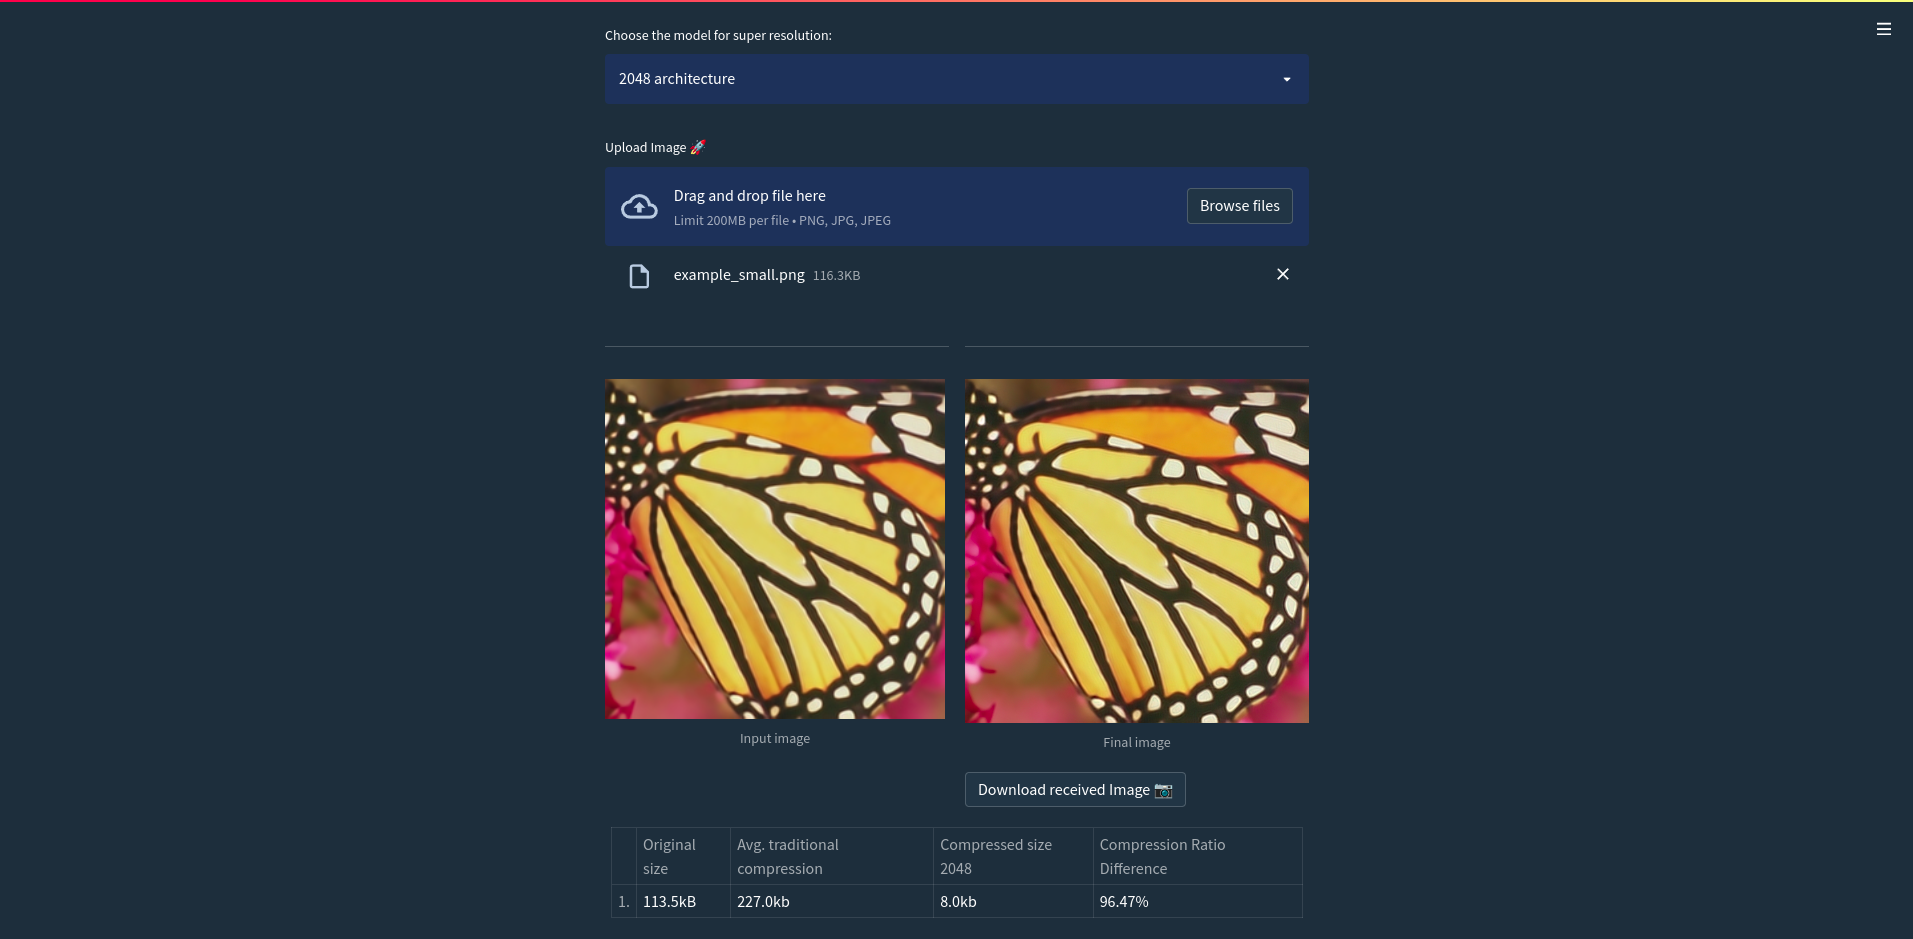 Choose the model for super resolution:
2048 architecture
Upload Image 🚀
Drag and drop file here
Limit 200MB per file • PNG, JPG, JPEG
Browse files
example_small.png 116.3KB
Input image
Final image
Download received Image 📷
Original size
Avg. traditional compression
Compressed size 2048
Compression Ratio Difference
1. 113.5kB 227.0kb 8.0kb 96.47%